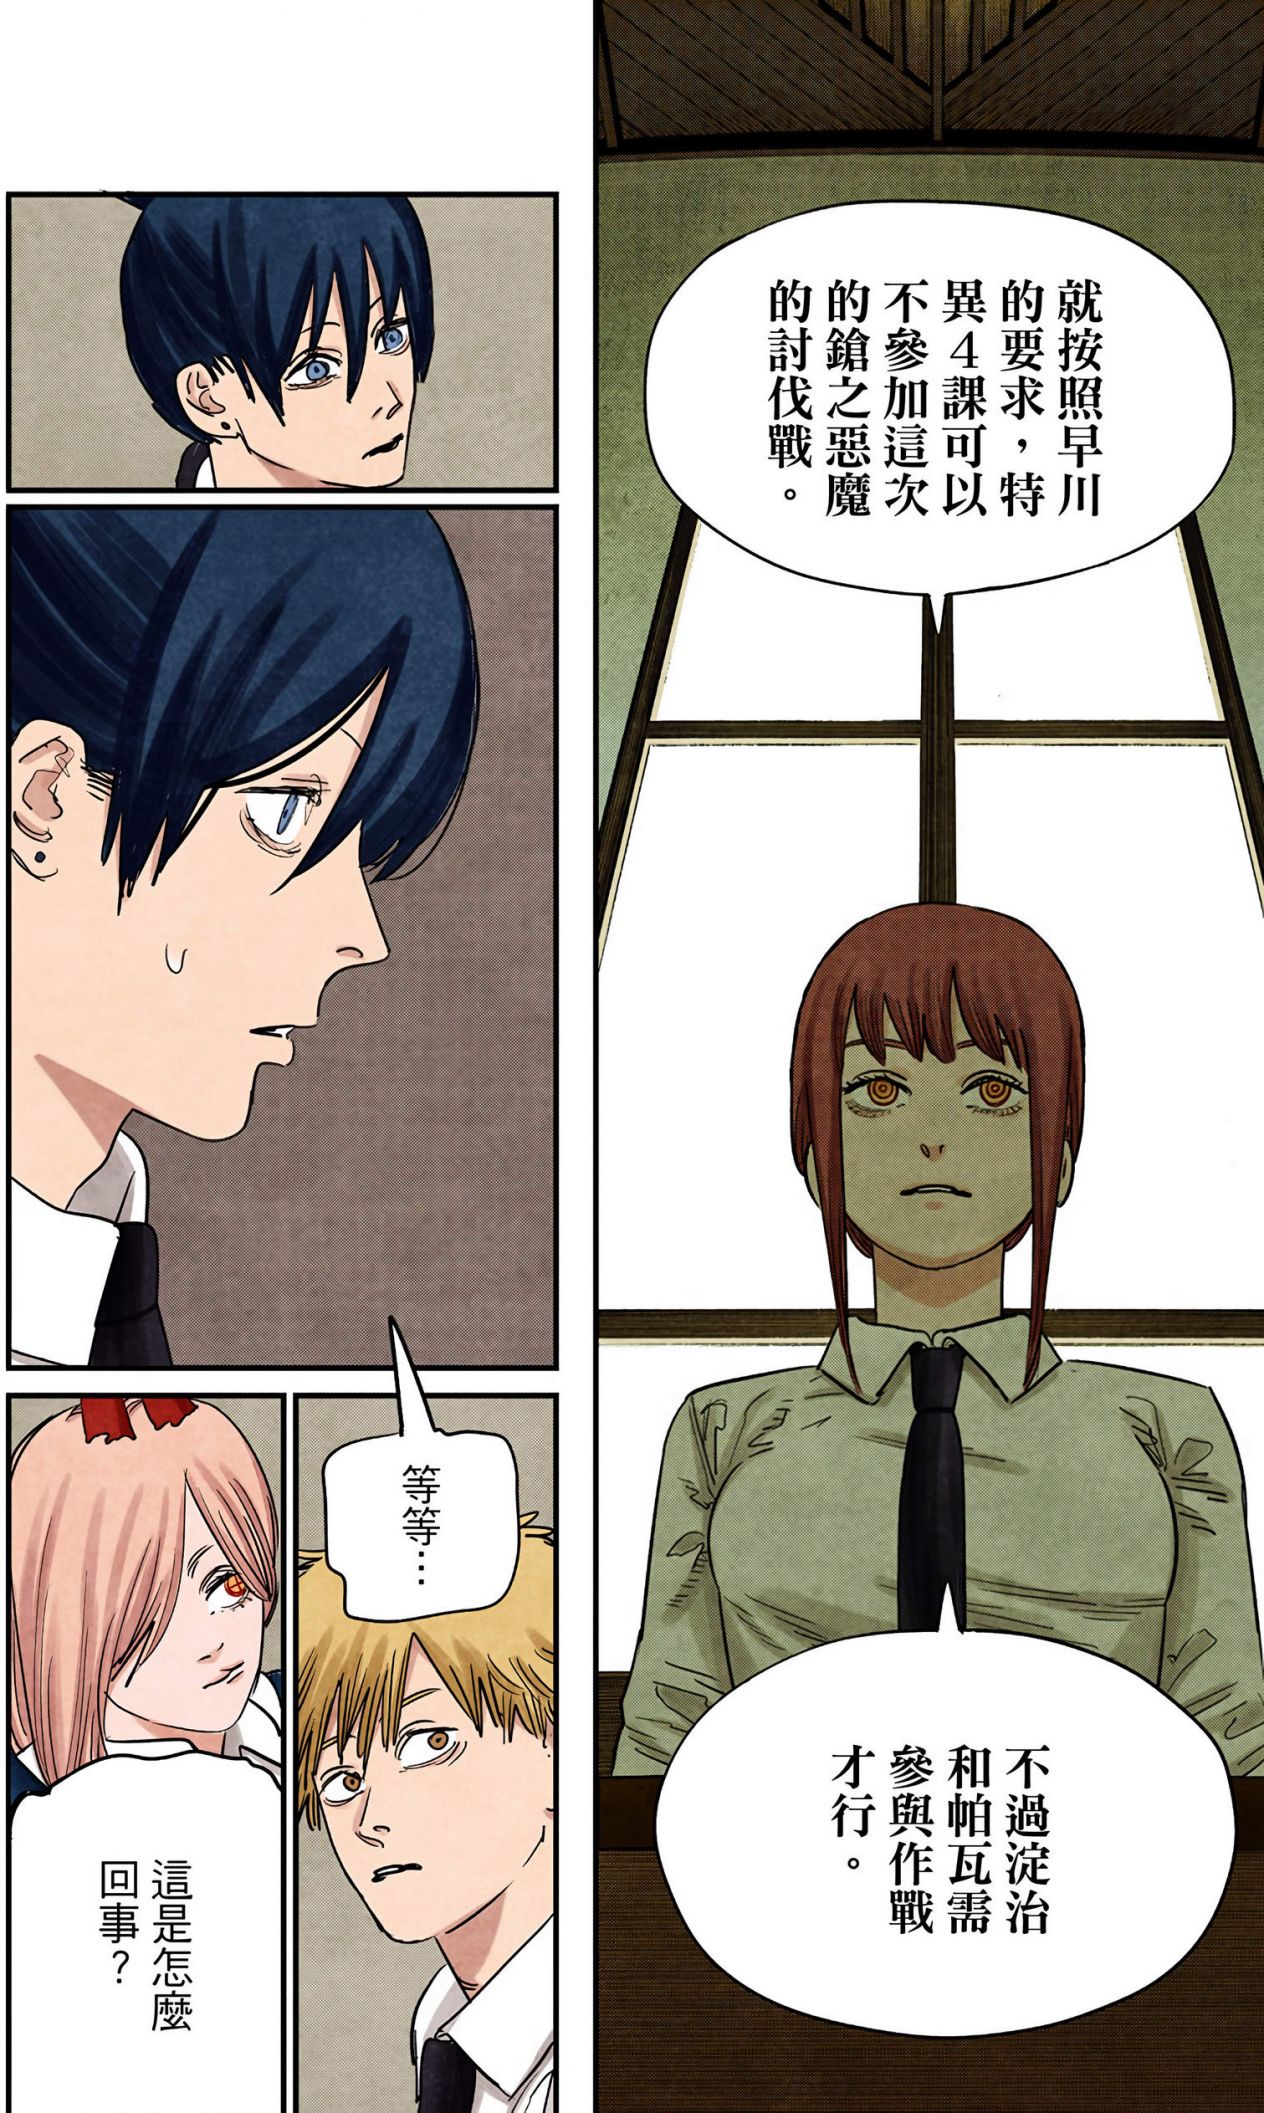 就按照早川
的要求，特
異４課可以
不參加這次
的鎗之惡魔
的討伐戰。
不過淀治
和帕瓦需
參與作戰
才行。
等等…
這是怎麼
回事？